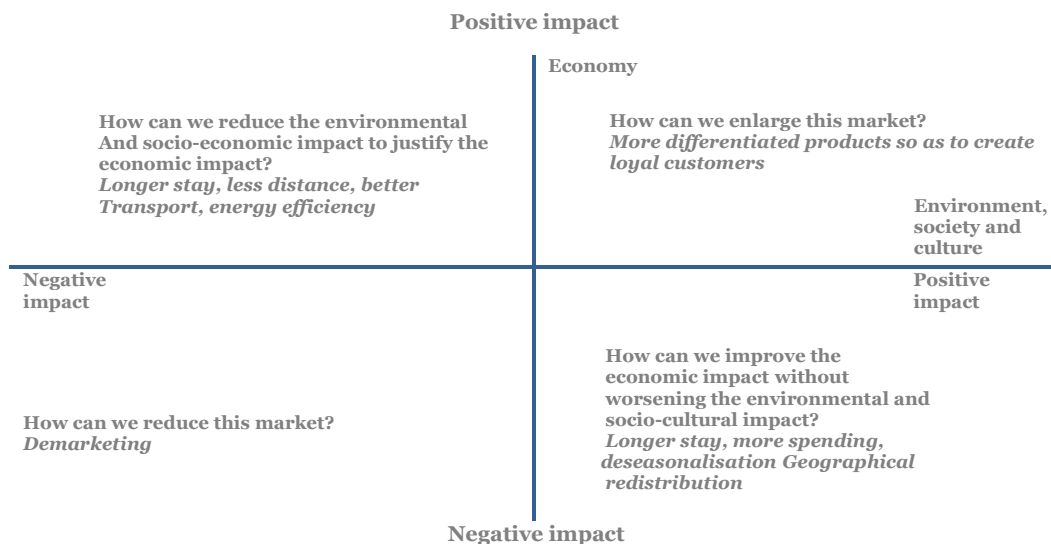 Positive impact
Economy
How can we reduce the environmental
And socio-economic impact to justify the
economic impact?
Longer stay, less distance, better
Transport, energy efficiency
How can we enlarge this market?
More differentiated products so as to create
loyal customers
Environment,
society and
culture
Negative
impact
Positive
impact
How can we reduce this market?
Demarketing
How can we improve the
economic impact without
worsening the environmental and
socio-cultural impact?
Longer stay, more spending,
deseasonalisation Geographical
redistribution
Negative impact